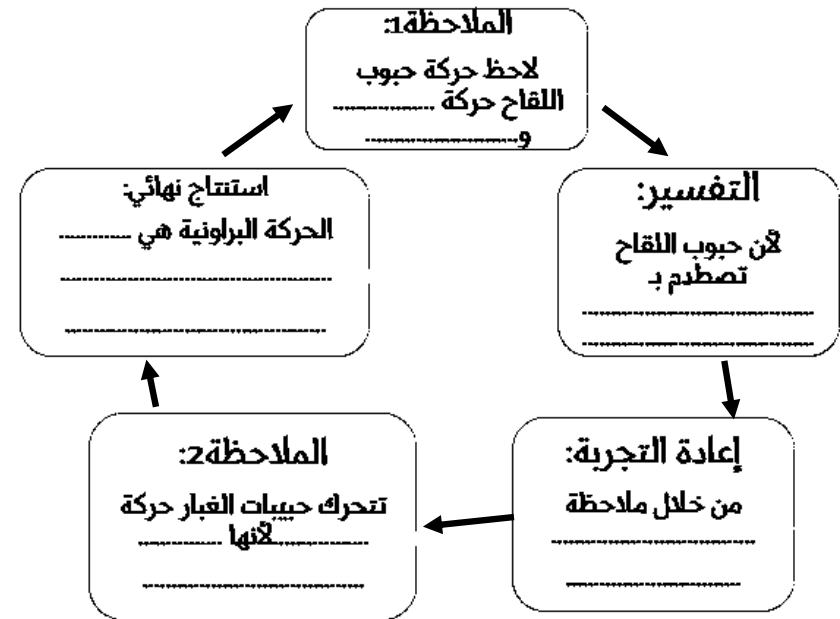 الملاحظة1:
لاحظ حركة حبوب
اللقاح حركة ................
و........................
التفسير:
لأن حبوب اللقاح
تصطدم بـ
........................................
........................................
إعادة التجربة:
من خلال ملاحظة
....................................
..............................
الملاحظة2:
تتحرك حبيبات الغبار حركة
................لأنها ..............
......................................
استنتاج نهائي:
الحركة البراونية هي ............
..............................................
............................................